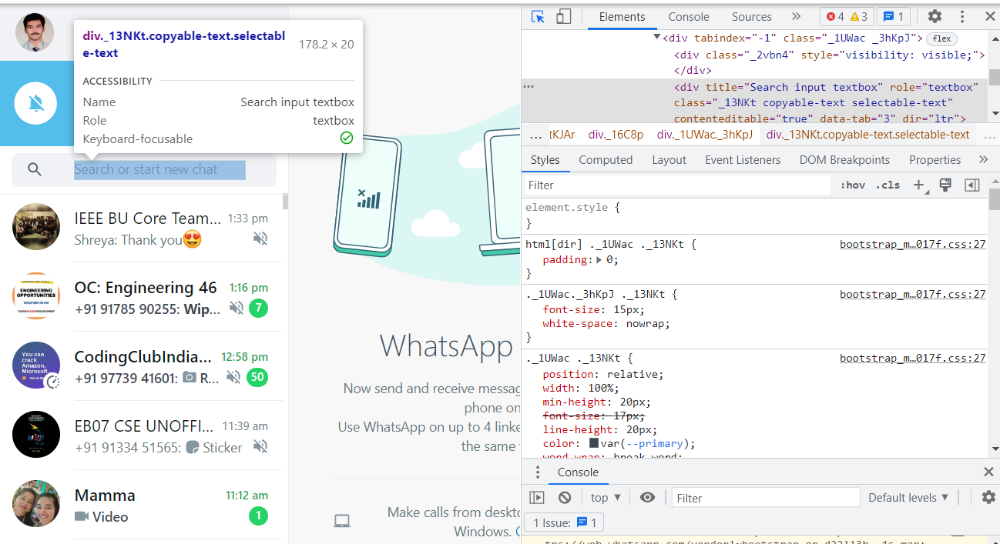 div._13NKt.copyable-text.selectabl
e-text
178.2 × 20
ACCESSIBILITY
Name Search input textbox
Role textbox
Keyboard-focusable
Search or start new chat
IEEE BU Core Team... 1:33 pm
Shreya: Thank you😍
ENGINEERING
OPPORTUNITIES
OC: Engineering 46 1:16 pm
+91 91785 90255: Wip... 7
You can
crack
Amazon,
Microsoft
CodingClubIndia... 12:58 pm
+91 97739 41601: R... 50
EB07 CSE UNOFFI... 11:39 am
+91 91334 51565: Sticker
Mamma 11:12 am
Video 1
WhatsApp
Now send and receive messag
phone on
Use WhatsApp on up to 4 linke
the same
Make calls from deskto
Windows.
Elements Console Sources » 4 3 1
▼<div tabindex="-1" class="_1UWac _3hKpJ"> flex
<div class="_2vbn4" style="visibility: visible;">
</div>
... <div title="Search input textbox" role="textbox"
class="_13NKt copyable-text selectable-text"
contenteditable="true" data-tab="3" dir="ltr">
... tKJAr div._16C8p div._1UWac._3hKpJ div._13NKt.copyable-text.selectable-text ...
Styles Computed Layout Event Listeners DOM Breakpoints Properties »
Filter :hov .cls +
element.style {
}
html[dir] ._1UWac ._13NKt { bootstrap_m…017f.css:27
padding:▶ 0;
}
._1UWac._3hKpJ ._13NKt { bootstrap_m…017f.css:27
font-size: 15px;
white-space: nowrap;
}
._1UWac ._13NKt { bootstrap_m…017f.css:27
position: relative;
width: 100%;
min-height: 20px;
font-size: 17px;
line-height: 20px;
color: var(--primary);
word-wrap: break-word;
Console
top ▼ Filter Default levels ▼
1 Issue: 1